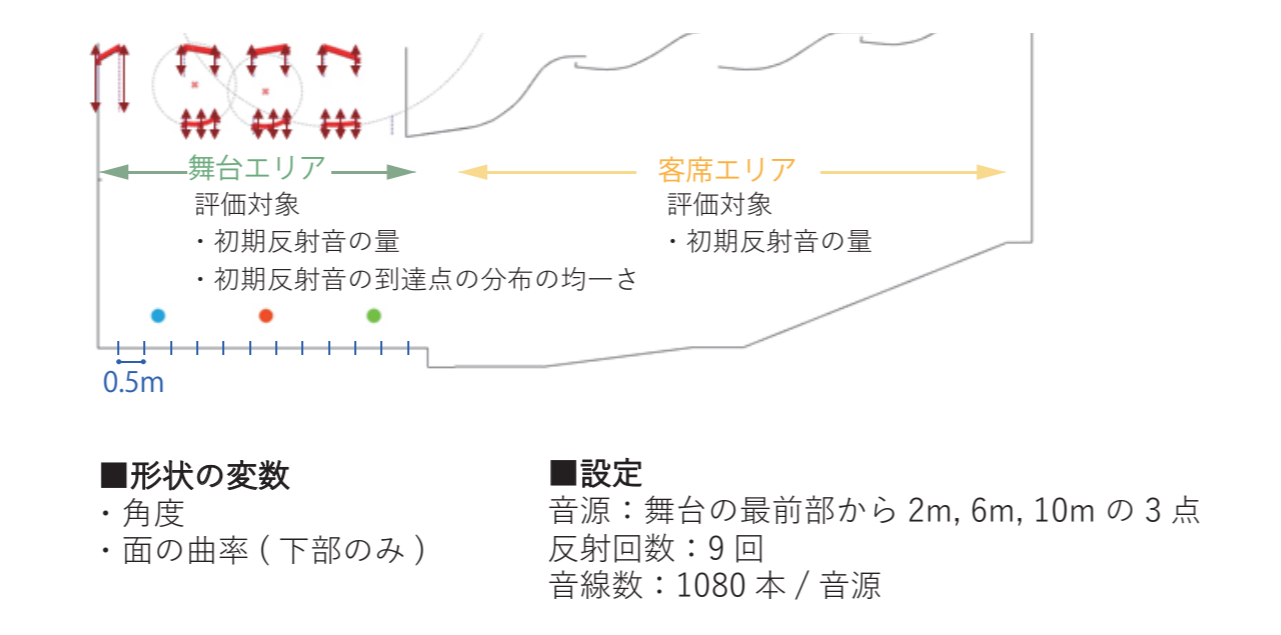 舞台エリア
評価対象
・初期反射音の量
・初期反射音の到達点の分布の均一さ
客席エリア
評価対象
・初期反射音の量
0.5m
■形状の変数
・角度
・面の曲率 ( 下部のみ )
■設定
音源：舞台の最前部から 2m, 6m, 10m の 3 点
反射回数：9 回
音線数：1080 本 / 音源